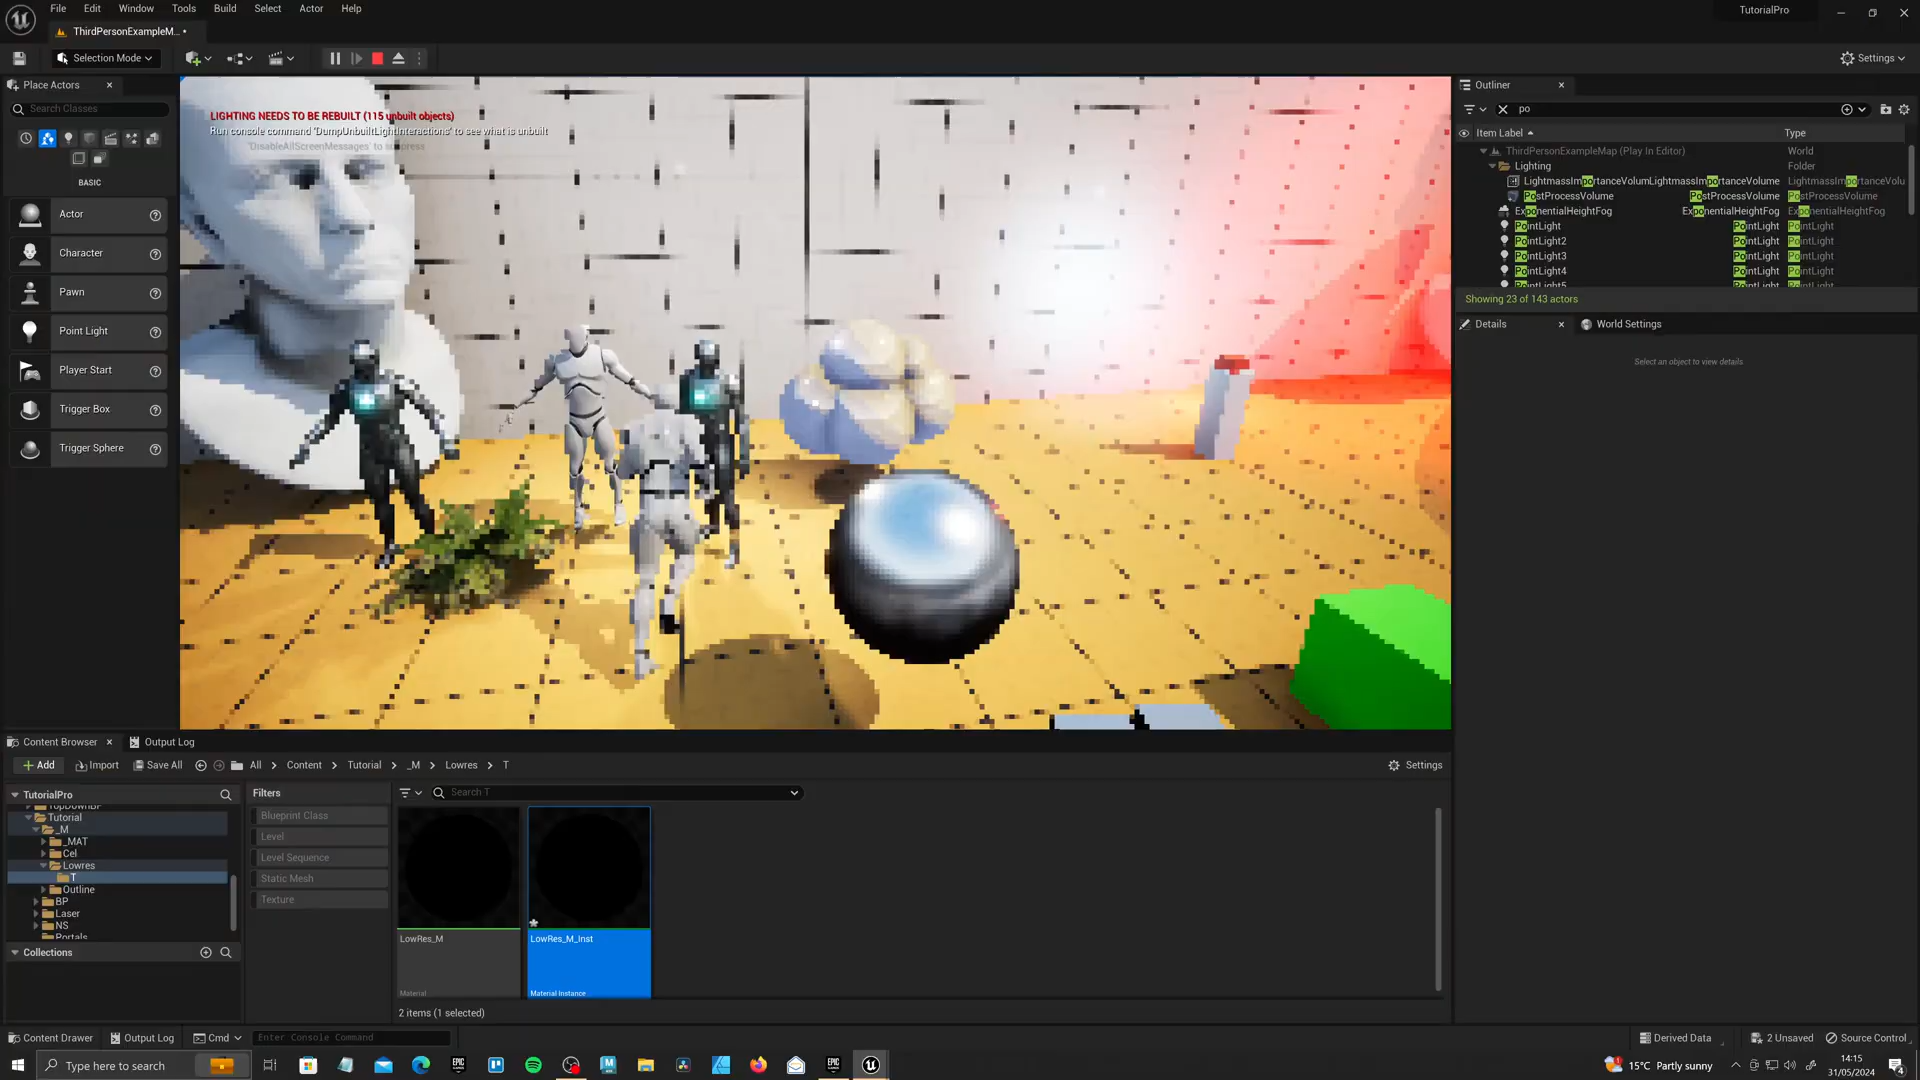 File Edit Window Tools Build Select Actor Help
TutorialPro
ThirdPersonExampleM... •
Selection Mode
Settings
Place Actors
Search Classes
BASIC
Actor
Character
Pawn
Point Light
Player Start
Trigger Box
Trigger Sphere
LIGHTING NEEDS TO BE REBUILT (115 unbuilt objects)
Run console command 'DumpUnbuiltLightInteractions' to see what is unbuilt
'DisableAllScreenMessages' to suppress
Outliner
po
Item Label Type
ThirdPersonExampleMap (Play In Editor) World
Lighting Folder
LightmassImportanceVolumLightmassImportanceVolume LightmassImportanceVolu
PostProcessVolume PostProcessVolume PostProcessVolume
ExponentialHeightFog ExponentialHeightFog ExponentialHeightFog
PointLight PointLight PointLight
PointLight2 PointLight PointLight
PointLight3 PointLight PointLight
PointLight4 PointLight PointLight
PointLight5 PointLight PointLight
Showing 23 of 143 actors
Details World Settings
Select an object to view details
Content Browser Output Log
Add Import Save All All > Content > Tutorial > _M > Lowres > T
Settings
TutorialPro
TopDownBP
Tutorial
_M
_MAT
Cel
Lowres
T
Outline
BP
Laser
NS
Portals
Collections
Filters
Blueprint Class
Level
Level Sequence
Static Mesh
Texture
Search T
LowRes_M
Material
LowRes_M_Inst
Material Instance
2 items (1 selected)
Content Drawer Output Log Cmd Enter Console Command
Derived Data 2 Unsaved Source Control
Type here to search
15°C Partly sunny
14:15
31/05/2024